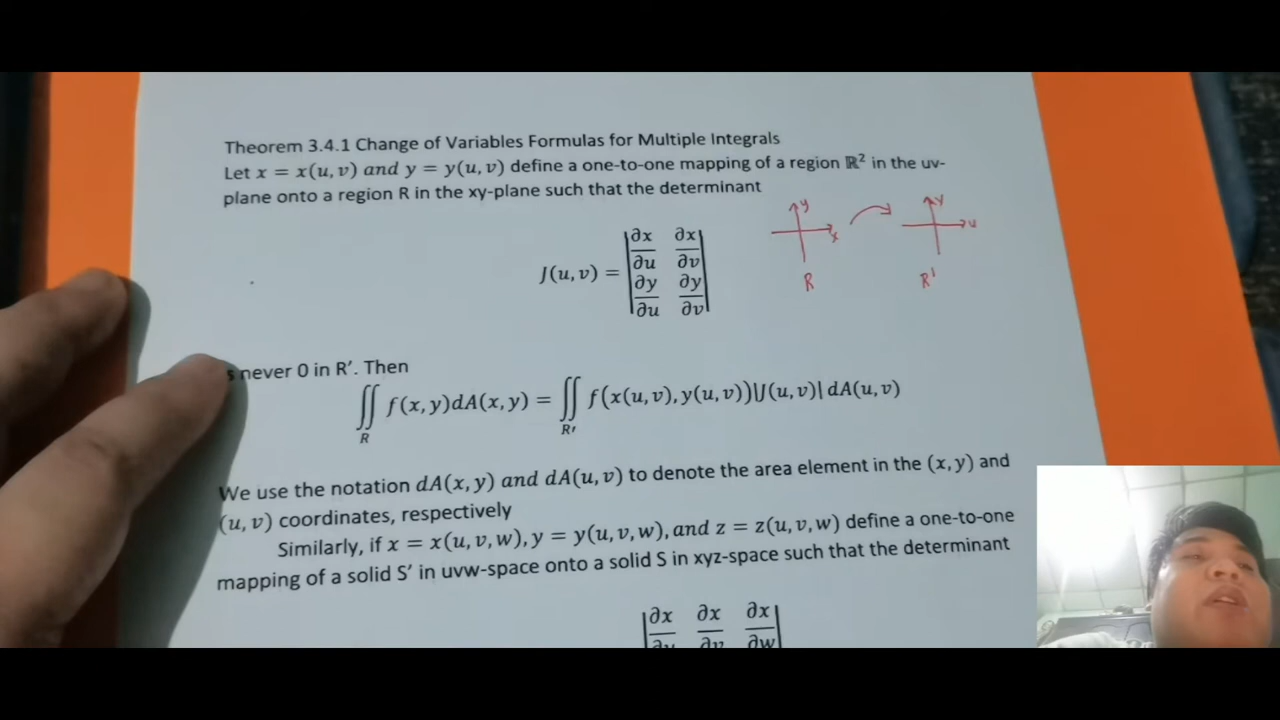 Theorem 3.4.1 Change of Variables Formulas for Multiple Integrals
Let x = x(u, v) and y = y(u, v) define a one-to-one mapping of a region ℝ² in the uv-
plane onto a region R in the xy-plane such that the determinant
J(u, v) = |∂x/∂u ∂x/∂v|
|∂y/∂u ∂y/∂v|
y x R
y u R'
never 0 in R′. Then
∬_R f(x, y)dA(x, y) = ∬_R′ f(x(u, v), y(u, v))|J(u, v)| dA(u, v)
We use the notation dA(x, y) and dA(u, v) to denote the area element in the (x, y) and
(u, v) coordinates, respectively
Similarly, if x = x(u, v, w), y = y(u, v, w), and z = z(u, v, w) define a one-to-one
mapping of a solid S′ in uvw-space onto a solid S in xyz-space such that the determinant
|∂x ∂x ∂x|